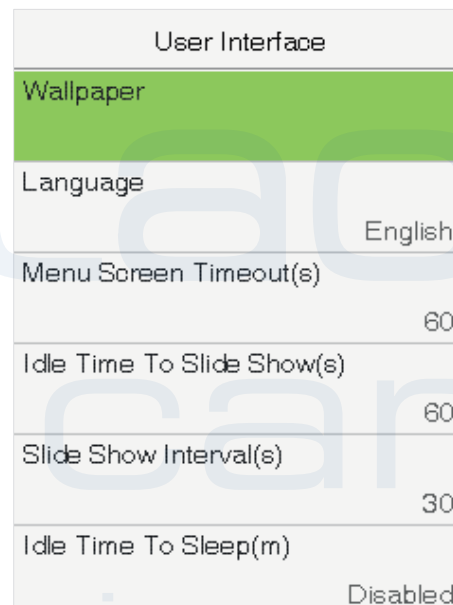 User Interface
Wallpaper
Language
English
Menu Screen Timeout(s)
60
Idle Time To Slide Show(s)
60
Slide Show Interval(s)
30
Idle Time To Sleep(m)
Disabled